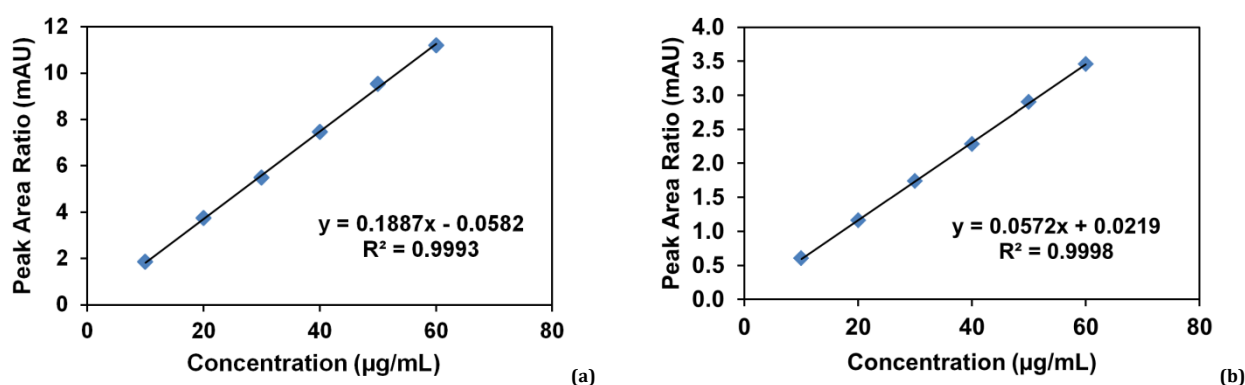 12
10
8
6
4
2
0
Peak Area Ratio (mAU)
y = 0.1887x - 0.0582
R² = 0.9993
0 20 40 60 80
Concentration (µg/mL)
(a)
4.0
3.5
3.0
2.5
2.0
1.5
1.0
0.5
0.0
Peak Area Ratio (mAU)
y = 0.0572x + 0.0219
R² = 0.9998
0 20 40 60 80
Concentration (µg/mL)
(b)